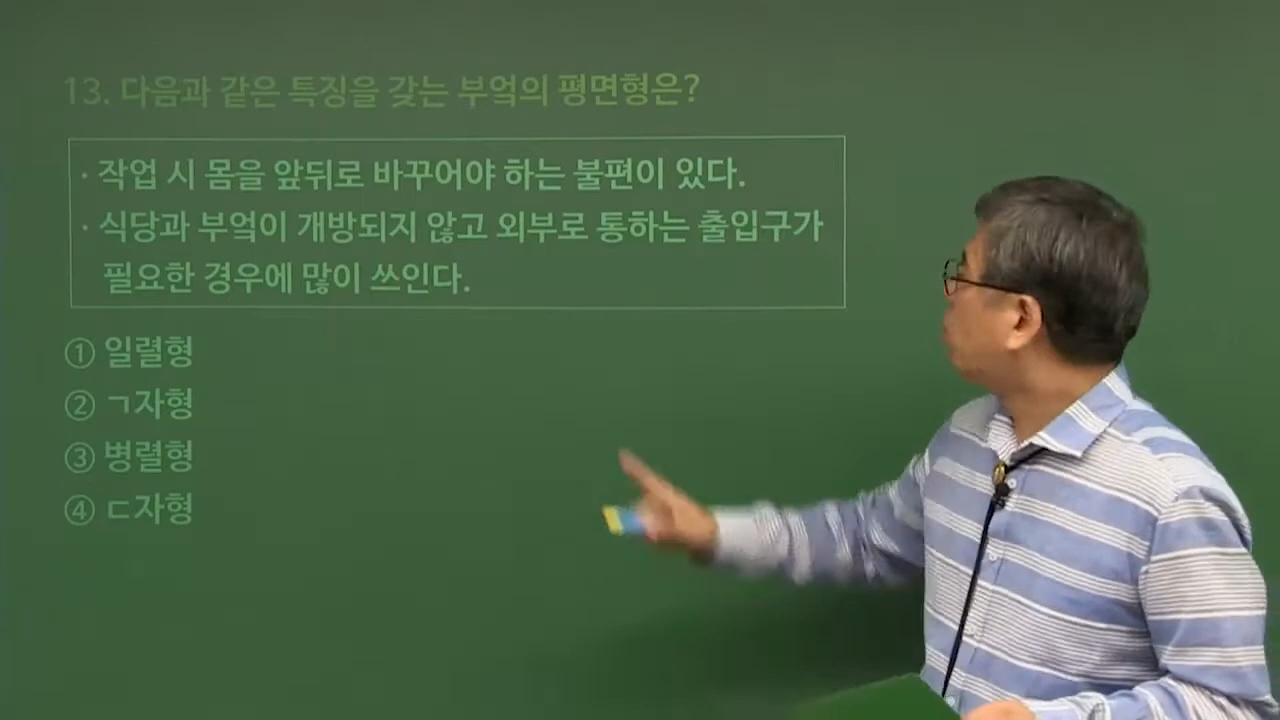 13. 다음과 같은 특징을 갖는 부엌의 평면형은?
· 작업 시 몸을 앞뒤로 바꾸어야 하는 불편이 있다.
· 식당과 부엌이 개방되지 않고 외부로 통하는 출입구가
필요한 경우에 많이 쓰인다.
① 일렬형
② ㄱ자형
③ 병렬형
④ ㄷ자형